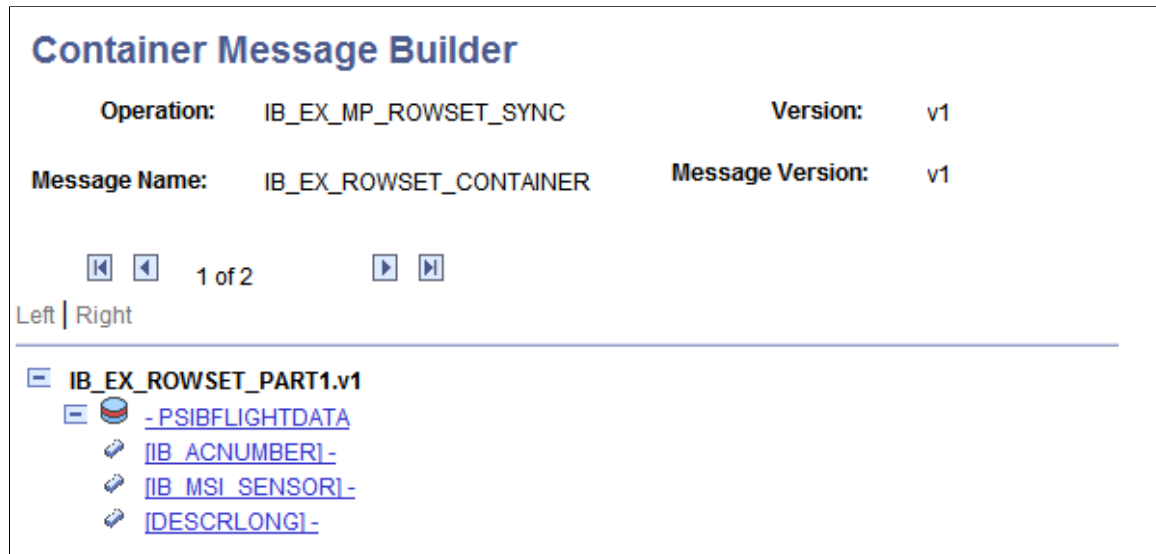 Container Message Builder
Operation: IB_EX_MP_ROWSET_SYNC Version: v1
Message Name: IB_EX_ROWSET_CONTAINER Message Version: v1
1 of 2
Left | Right
IB_EX_ROWSET_PART1.v1
- PSIBFLIGHTDATA
[IB_ACNUMBER] -
[IB_MSI_SENSOR] -
[DESCRLONG] -